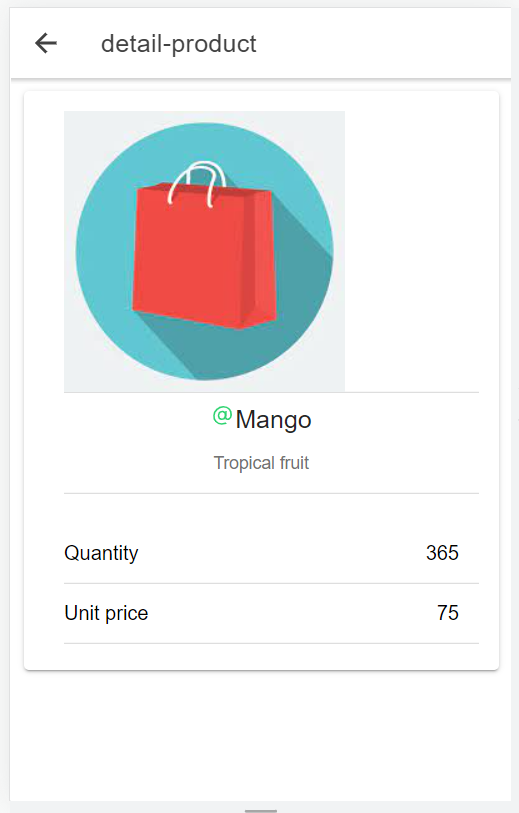 detail-product
@Mango
Tropical fruit
Quantity 365
Unit price 75